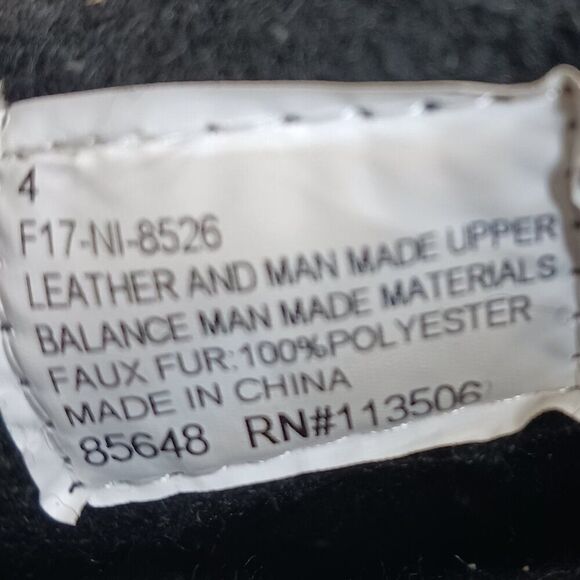 4
F17-NI-8526
LEATHER AND MAN MADE UPPER
BALANCE MAN MADE MATERIALS
FAUX FUR:100%POLYESTER
MADE IN CHINA
85648 RN#113506